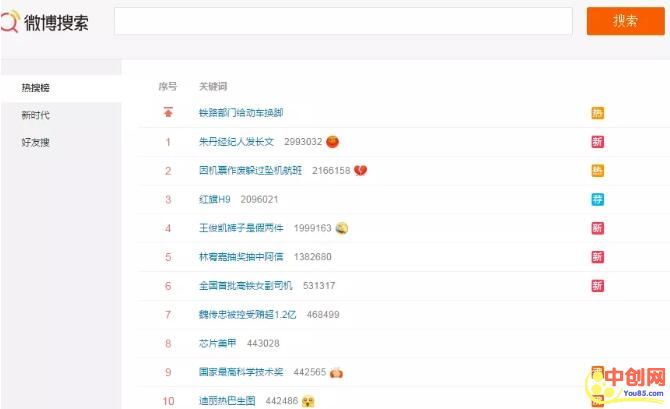 微博搜索
搜索
热搜榜
新时代
好友搜
序号 关键词
铁路部门给动车换脚 热
1 朱丹经纪人发长文 2993032 新
2 因机票作废躲过坠机航班 2166158 热
3 红旗H9 2096021 荐
4 王俊凯裤子是假两件 1999163 新
5 林宥嘉抽奖抽中阿信 1382680 新
6 全国首批高铁女副司机 531317 新
7 魏传忠被控受贿超1.2亿 468499
8 芯片美甲 443028
9 国家最高科学技术奖 442565
10 迪丽热巴生图 442486
中创网
You85.com